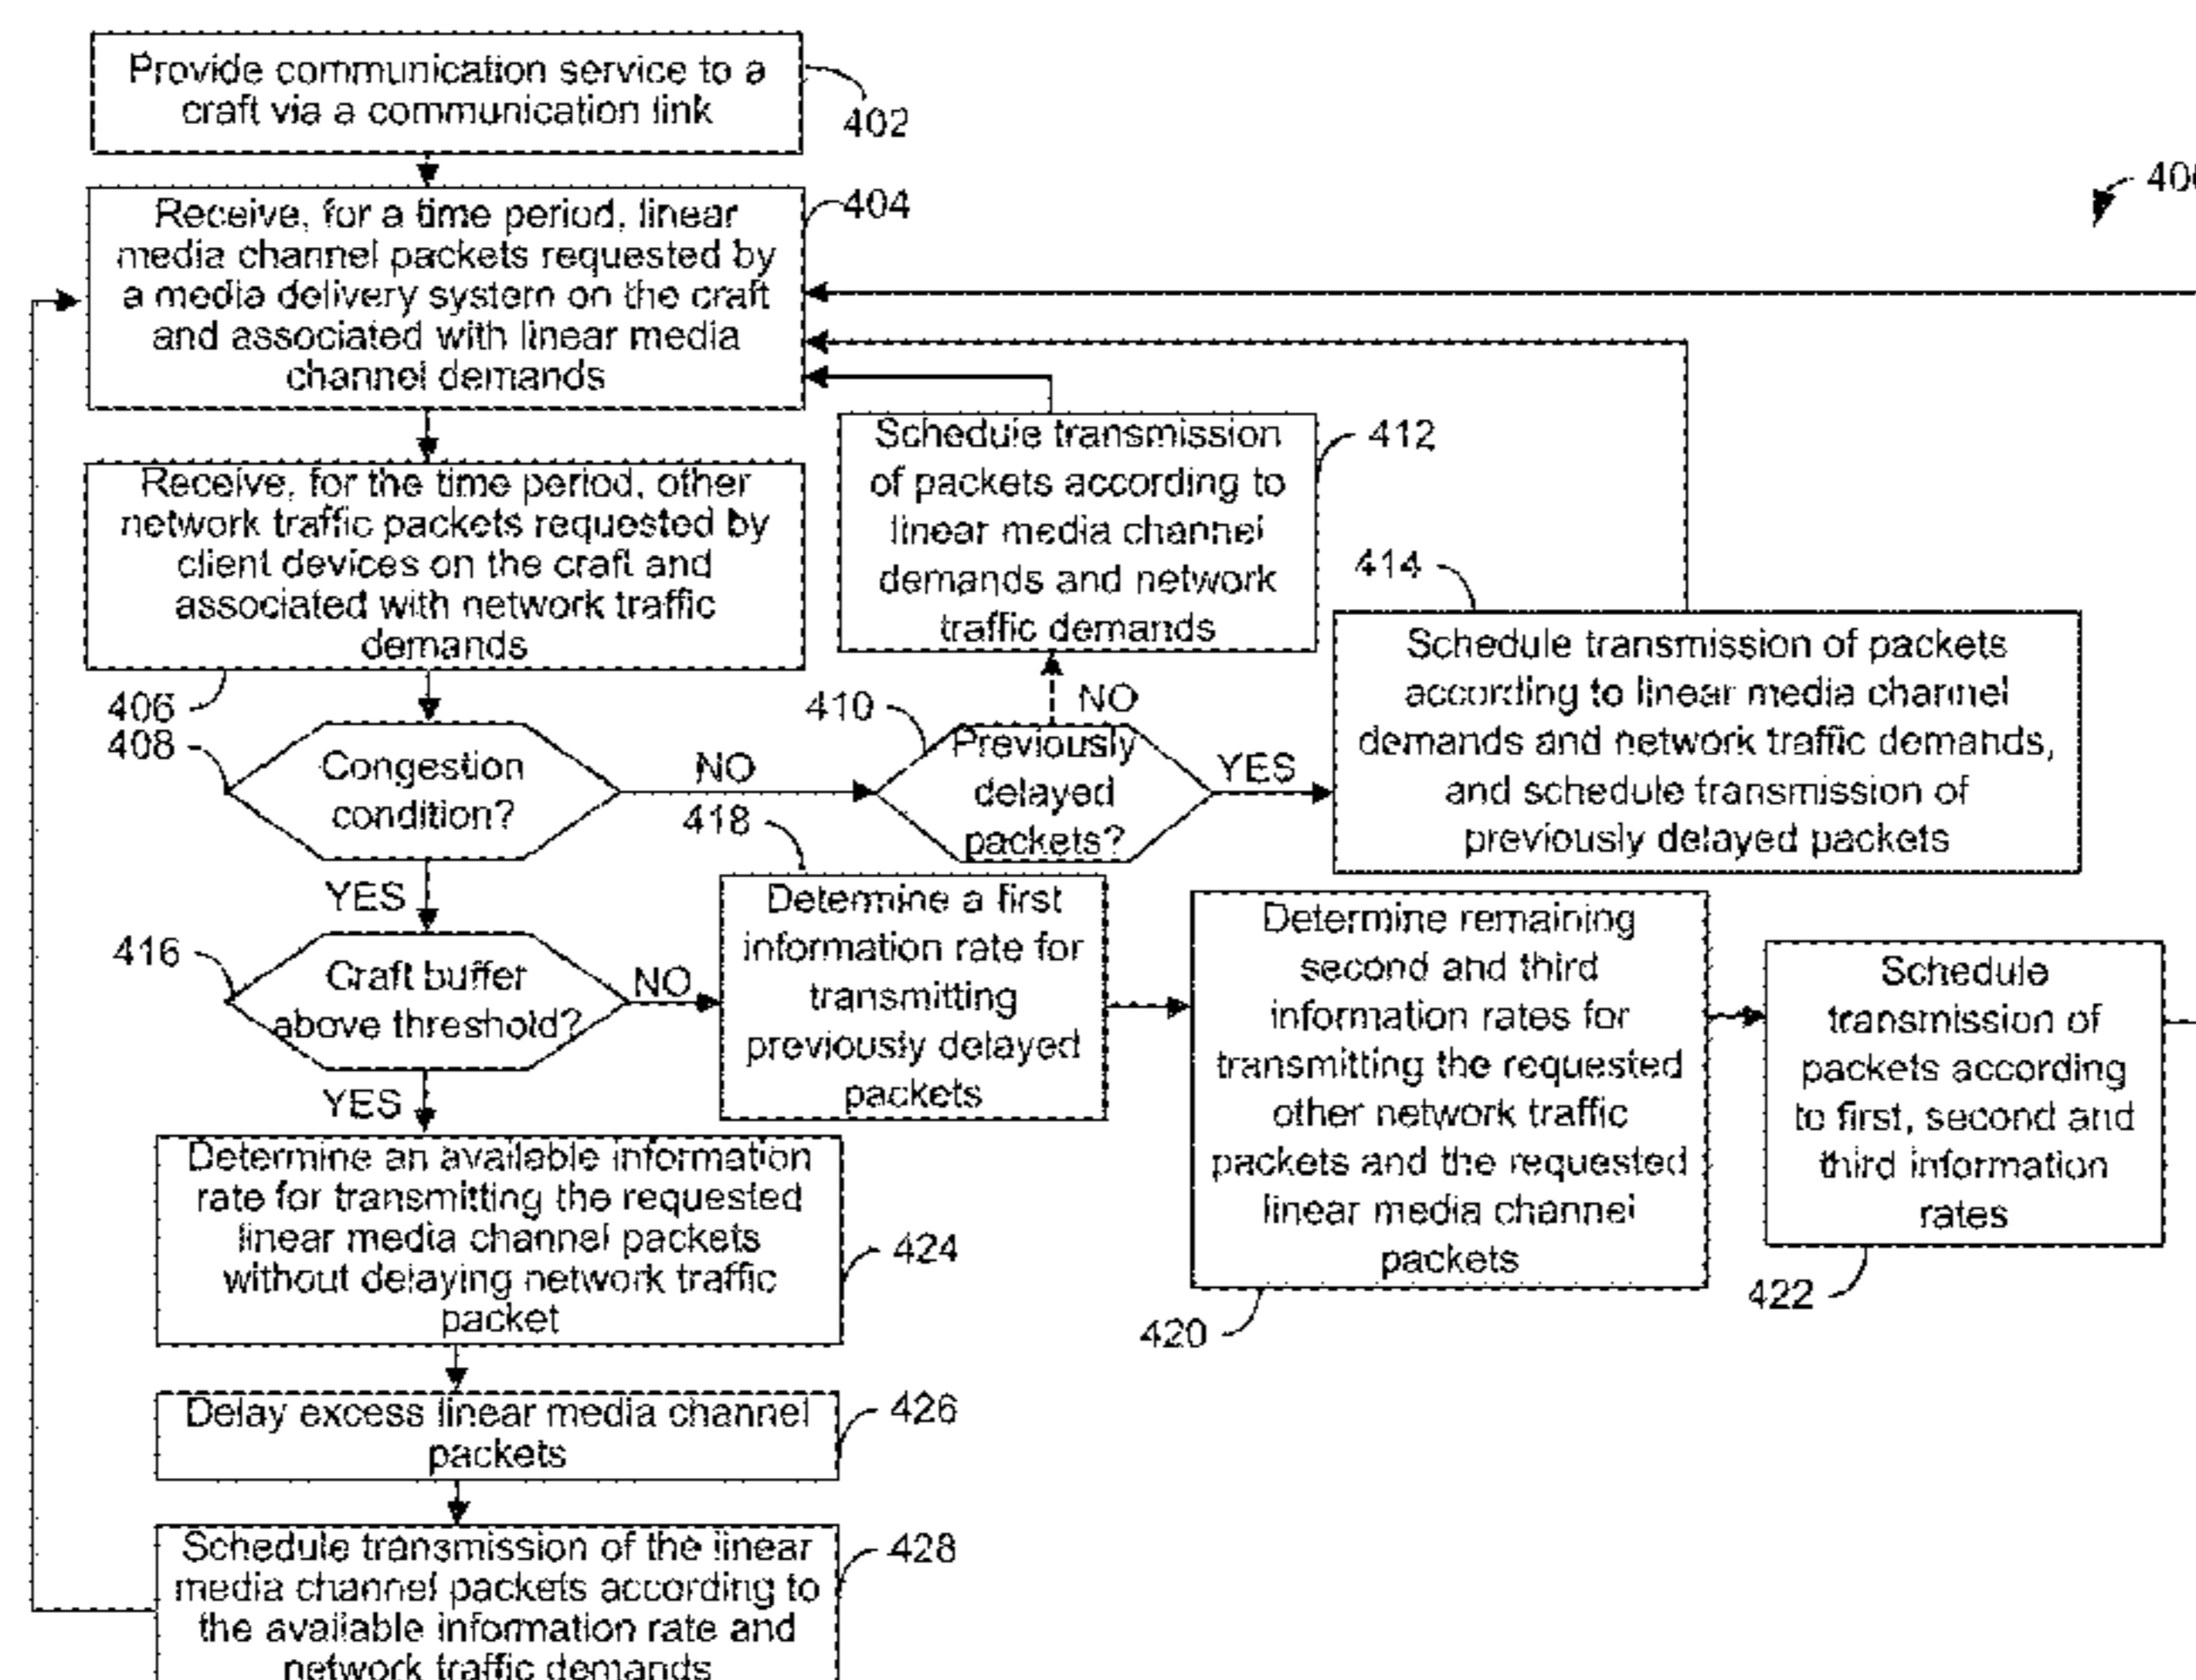 Provide communication service to a
craft via a communication link
402
Receive, for a time period, linear
media channel packets requested by
a media delivery system on the craft
and associated with linear media
channel demands
404
Receive, for the time period, other
network traffic packets requested by
client devices on the craft and
associated with network traffic
demands
406
408
Congestion
condition?
NO
YES
410
Previously
delayed
packets?
NO
YES
Schedule transmission
of packets according to
linear media channel
demands and network
traffic demands
412
414
Schedule transmission of packets
according to linear media channel
demands and network traffic demands,
and schedule transmission of
previously delayed packets
416
Craft buffer
above threshold?
NO
YES
418
Determine a first
information rate for
transmitting
previously delayed
packets
Determine remaining
second and third
information rates for
transmitting the requested
other network traffic
packets and the requested
linear media channel
packets
420
Schedule
transmission of
packets according
to first, second and
third information
rates
422
Determine an available information
rate for transmitting the requested
linear media channel packets
without delaying network traffic
packet
424
Delay excess linear media channel
packets
426
Schedule transmission of the linear
media channel packets according to
the available information rate and
network traffic demands
428